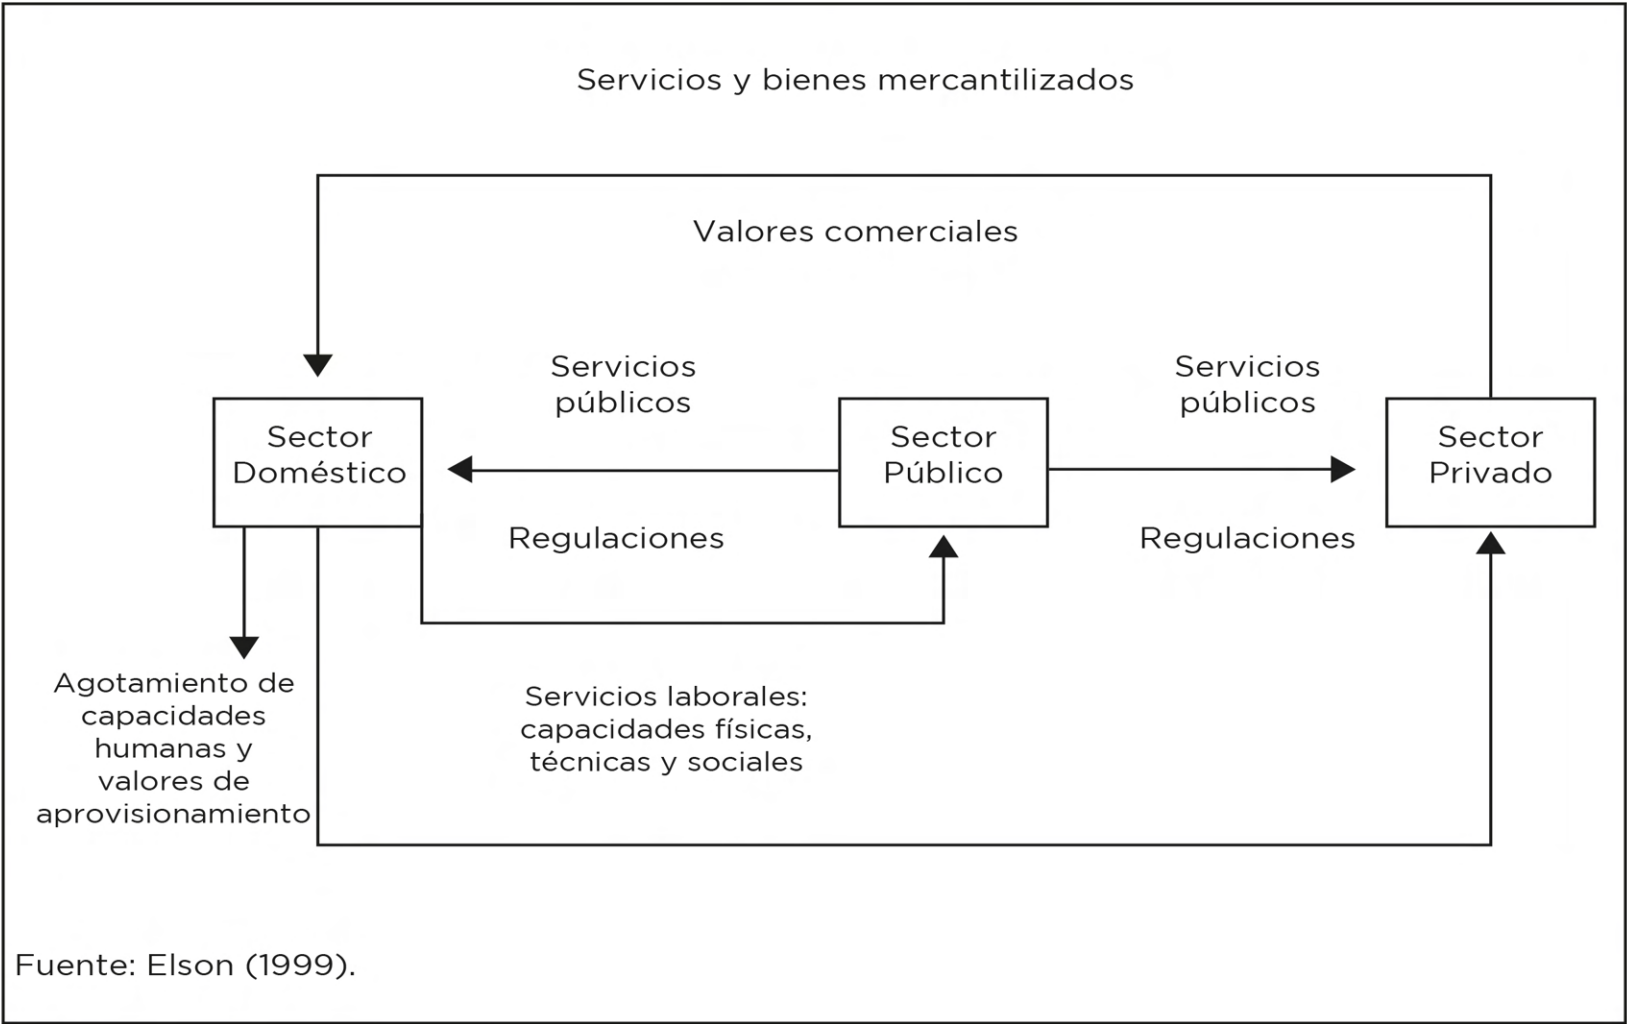 Servicios y bienes mercantilizados
Valores comerciales
Servicios
públicos
Servicios
públicos
Sector
Doméstico
Sector
Público
Sector
Privado
Regulaciones
Regulaciones
Agotamiento de
capacidades
humanas y
valores de
aprovisionamiento
Servicios laborales:
capacidades físicas,
técnicas y sociales
Fuente: Elson (1999).